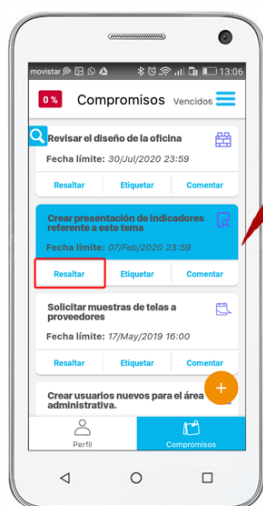 movistar 13:06
0 % Compromisos Vencidos
Revisar el diseño de la oficina
Fecha límite: 30/Jul/2020 23:59
Resaltar Etiquetar Comentar
Crear presentación de indicadores
referente a este tema
Fecha límite: 07/Feb/2020 23:59
Resaltar Etiquetar Comentar
Solicitar muestras de telas a
proveedores
Fecha límite: 17/May/2019 16:00
Resaltar Etiquetar Comentar
Crear usuarios nuevos para el área
administrativa.
+
Perfil Compromisos